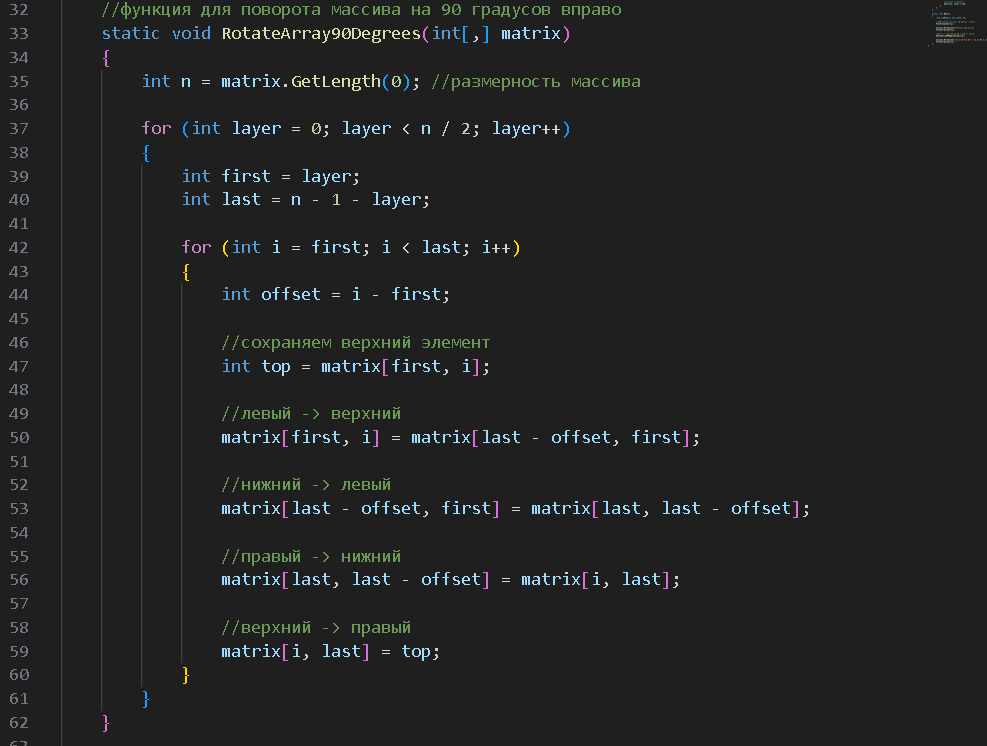 32 //функция для поворота массива на 90 градусов вправо
33 static void RotateArray90Degrees(int[,] matrix)
34 {
35 int n = matrix.GetLength(0); //размерность массива
36
37 for (int layer = 0; layer < n / 2; layer++)
38 {
39 int first = layer;
40 int last = n - 1 - layer;
41
42 for (int i = first; i < last; i++)
43 {
44 int offset = i - first;
45
46 //сохраняем верхний элемент
47 int top = matrix[first, i];
48
49 //левый -> верхний
50 matrix[first, i] = matrix[last - offset, first];
51
52 //нижний -> левый
53 matrix[last - offset, first] = matrix[last, last - offset];
54
55 //правый -> нижний
56 matrix[last, last - offset] = matrix[i, last];
57
58 //верхний -> правый
59 matrix[i, last] = top;
60 }
61 }
62 }